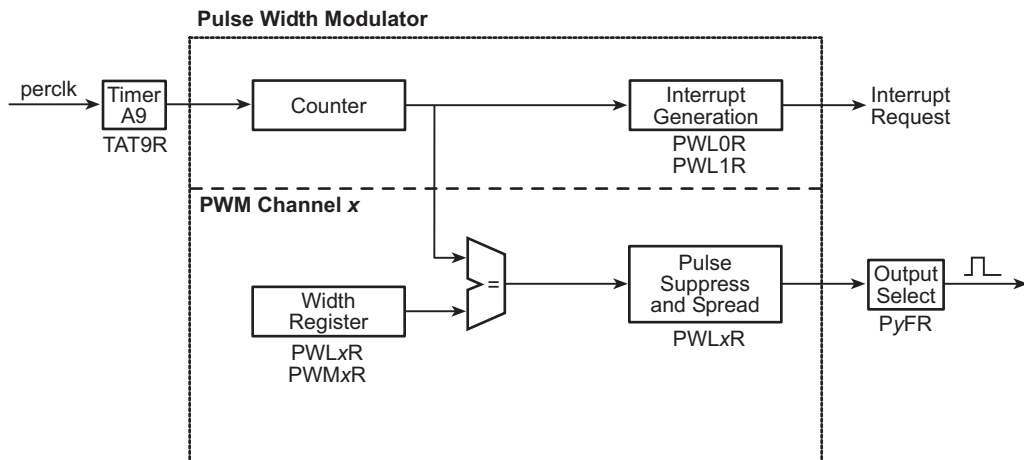 Pulse Width Modulator
perclk
Timer
A9
TAT9R
Counter
Interrupt
Generation
PWL0R
PWL1R
Interrupt
Request
PWM Channel x
Width
Register
PWLxR
PWMxR
=
Pulse
Suppress
and Spread
PWLxR
Output
Select
PyFR